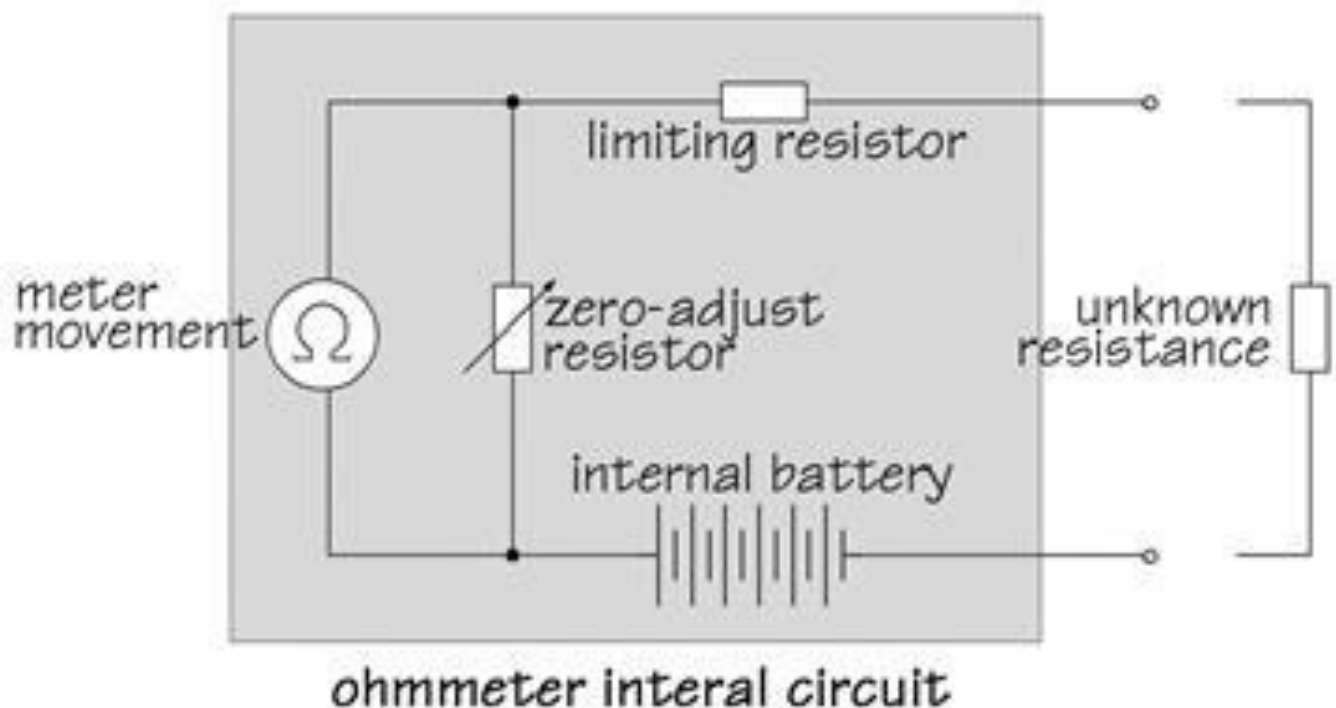 limiting resistor
meter
movement
Ω
zero-adjust
resistor
unknown
resistance
internal battery
ohmmeter interal circuit